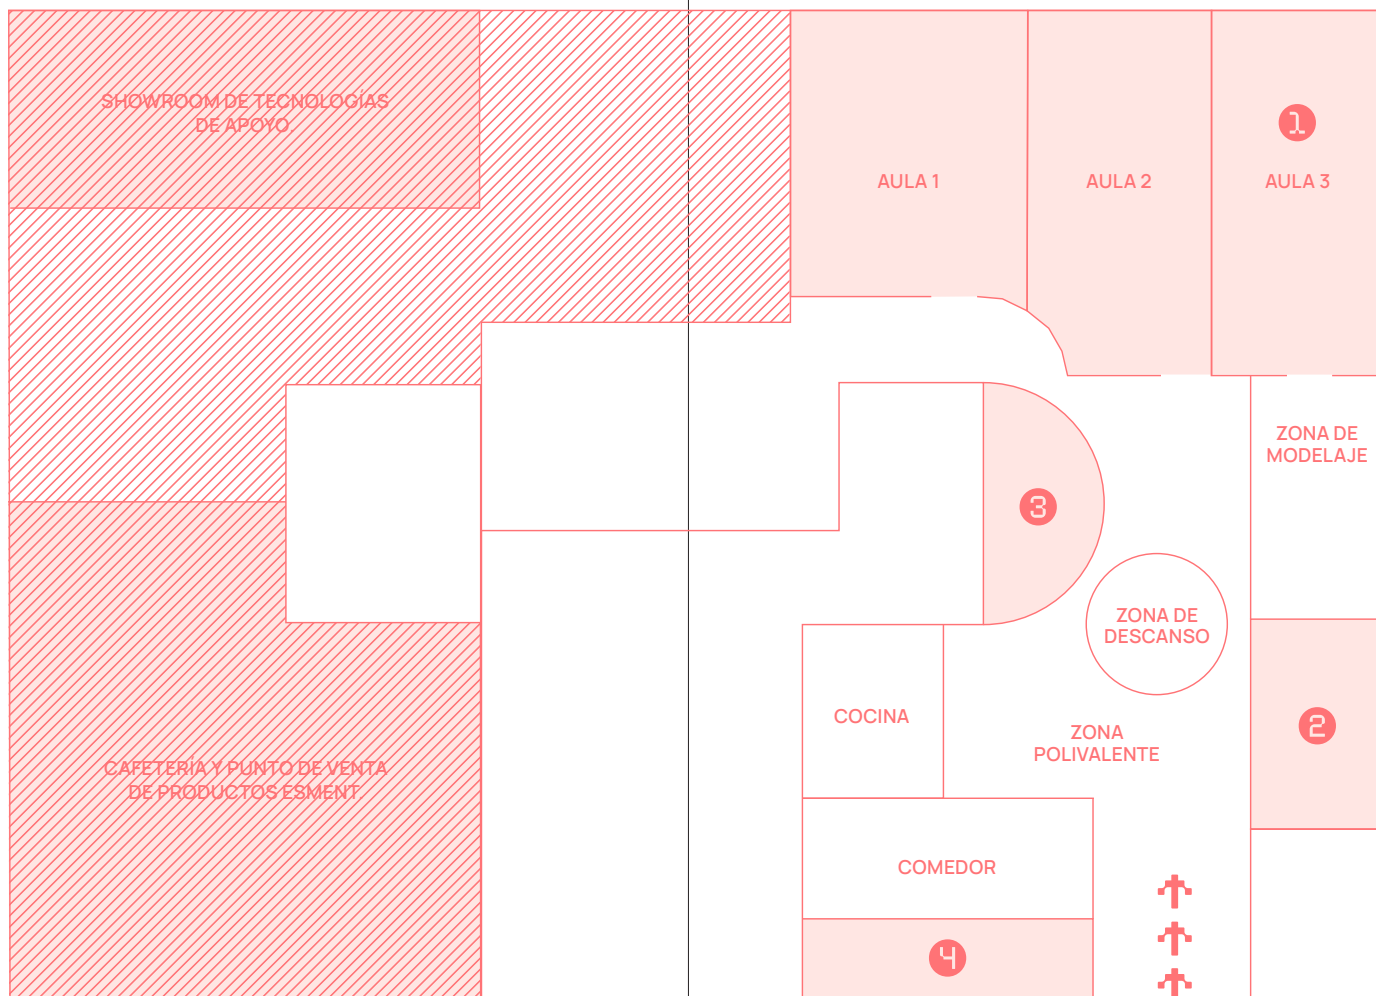 SHOWROOM DE TECNOLOGÍAS
DE APOYO.
1
AULA 1
AULA 2
AULA 3
ZONA DE
MODELAJE
3
ZONA DE
DESCANSO
COCINA
ZONA
POLIVALENTE
2
CAFETERÍA Y PUNTO DE VENTA
DE PRODUCTOS ESMENT
COMEDOR
4